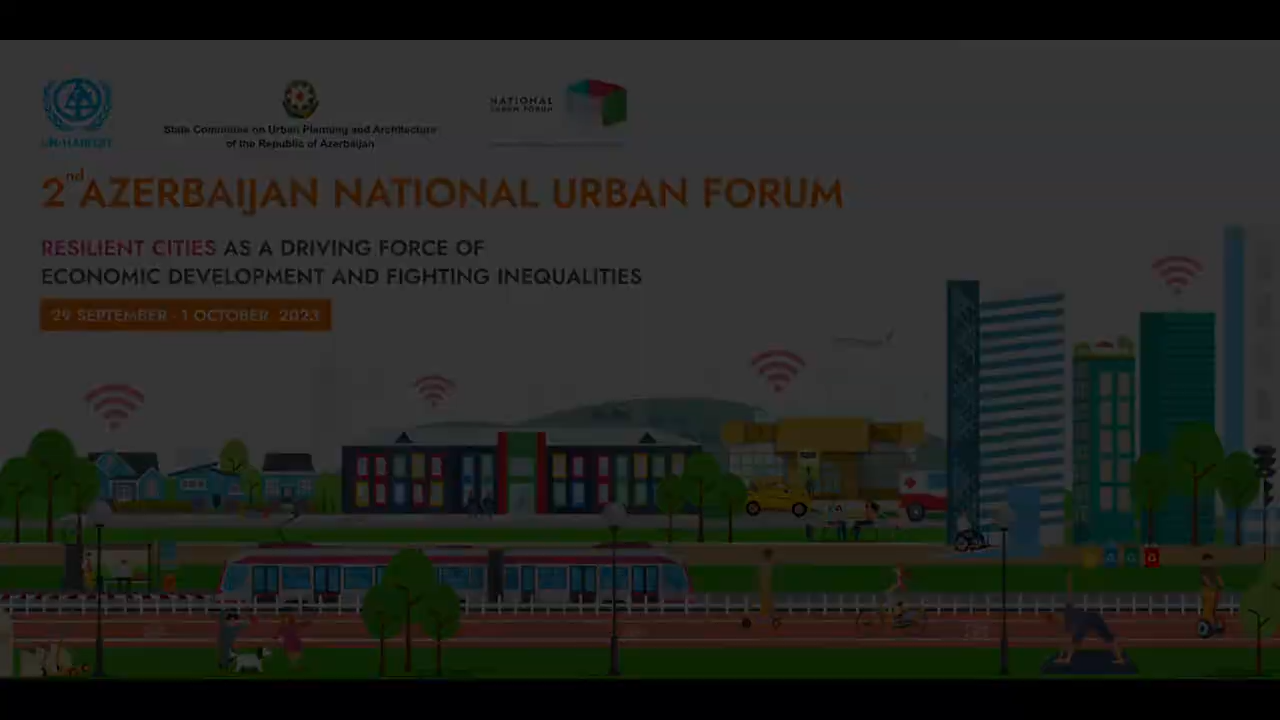 UN-HABITAT
State Committee on Urban Planning and Architecture
of the Republic of Azerbaijan
NATIONAL
URBAN FORUM
2nd AZERBAIJAN NATIONAL URBAN FORUM
RESILIENT CITIES AS A DRIVING FORCE OF
ECONOMIC DEVELOPMENT AND FIGHTING INEQUALITIES
29 SEPTEMBER - 1 OCTOBER, 2023